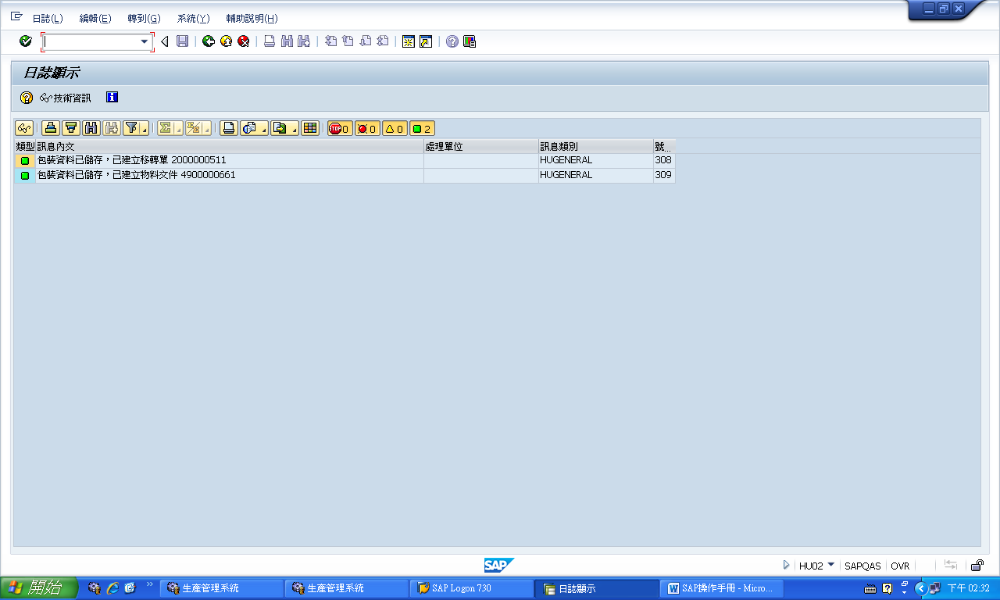 日誌(L) 編輯(E) 轉到(G) 系統(Y) 輔助說明(H)
日誌顯示
技術資訊
STOP 0 0 0 2
類型 訊息內文 處理單位 訊息類別 號...
包裝資料已儲存，已建立移轉單 2000000511 HUGENERAL 308
包裝資料已儲存，已建立物料文件 4900000661 HUGENERAL 309
SAP
HU02 SAPQAS OVR
開始 生產管理系統 生產管理系統 SAP Logon 730 日誌顯示 SAP操作手冊 - Micro... 下午 02:32